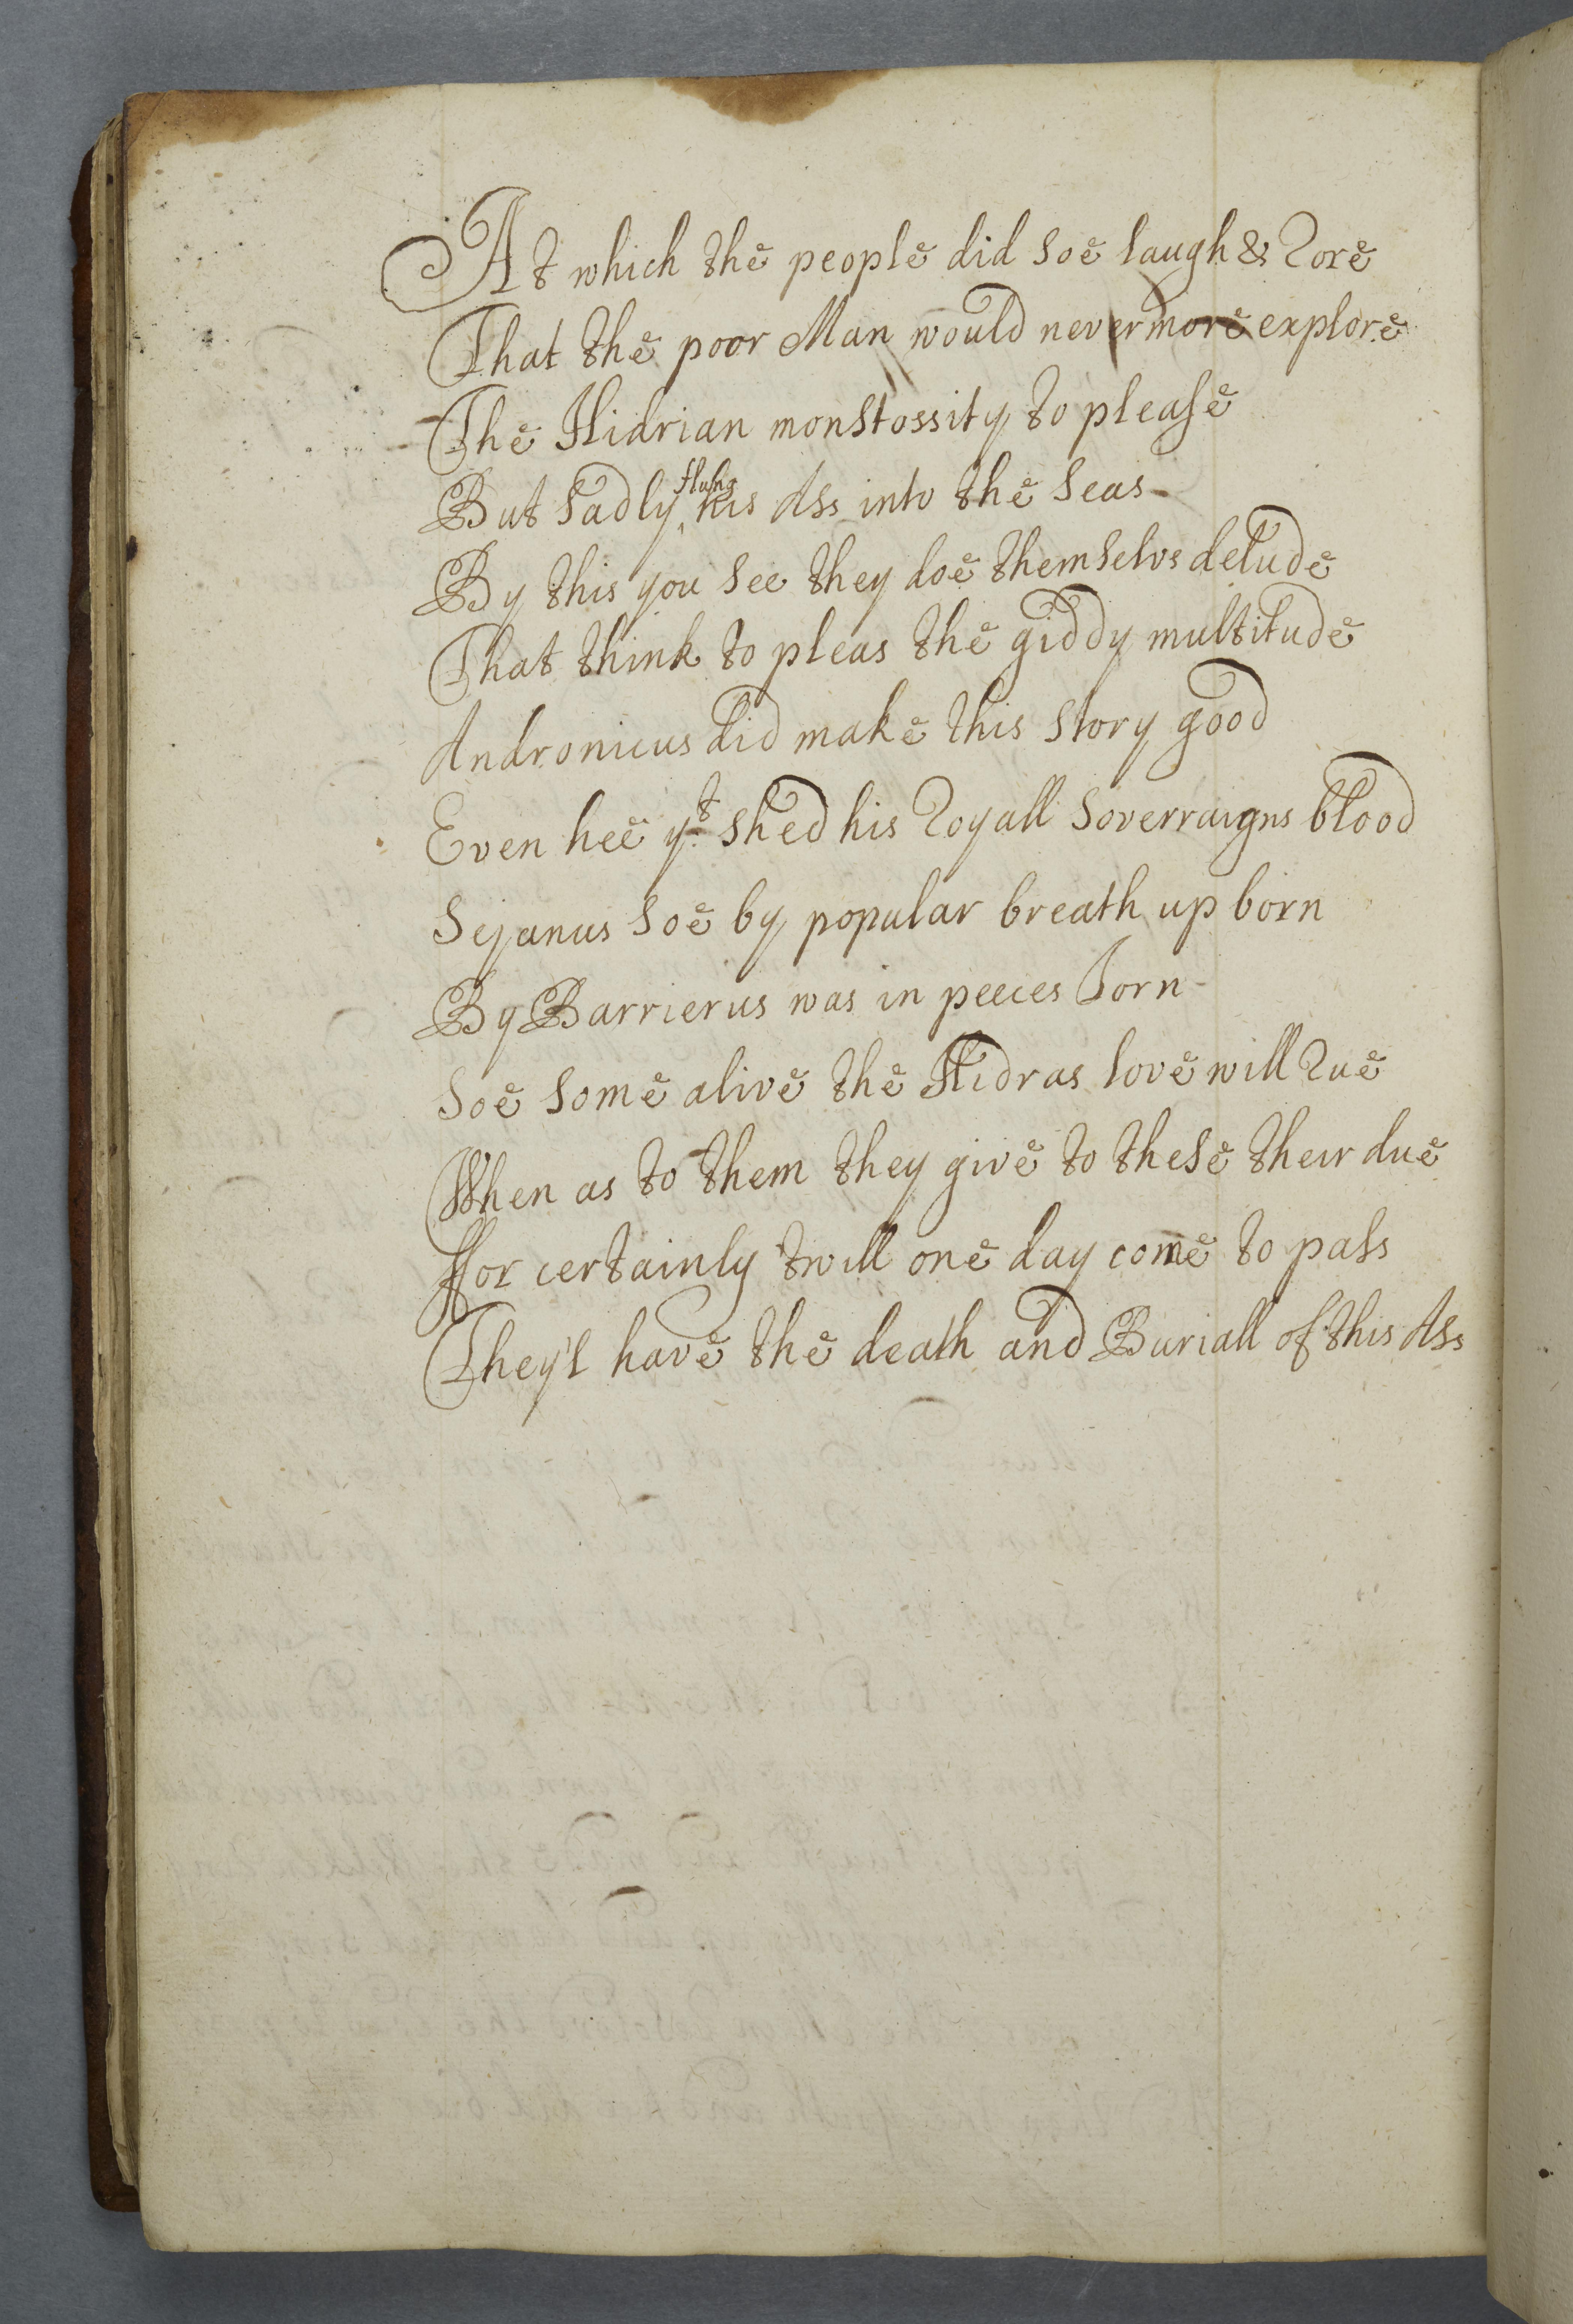 At which the people did soe laugh & Rore
That the poor Man would never more explore
The Hidrian monstossity to please
But sadly flung his Ass into the seas
By this you see they doe themselvs delude
That think to pleas the giddy multitude
Andronicus did make this story good
Even hee yt shed his Royall Soverraigns blood
Sejanus soe by popular breath up born
By Barrierus was in peeces torn
Soe some alive the Hidras love will Rue
When as to them they give to these their due
Ffor certainly twill one day come to pass
They'l have the death and Buriall of this Ass